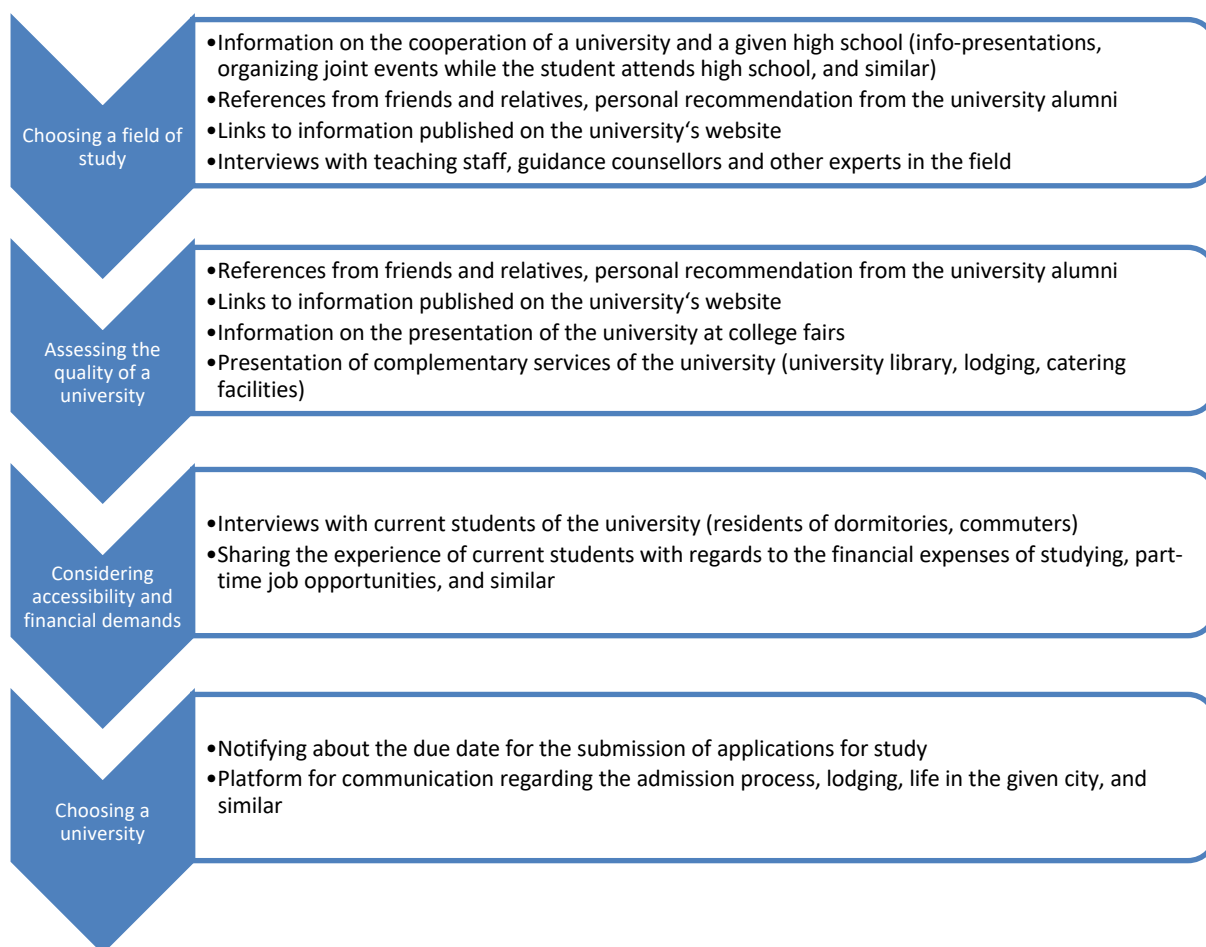 Choosing a field of
study
•Information on the cooperation of a university and a given high school (info-presentations,
organizing joint events while the student attends high school, and similar)
•References from friends and relatives, personal recommendation from the university alumni
•Links to information published on the university‘s website
•Interviews with teaching staff, guidance counsellors and other experts in the field
Assessing the
quality of a
university
•References from friends and relatives, personal recommendation from the university alumni
•Links to information published on the university‘s website
•Information on the presentation of the university at college fairs
•Presentation of complementary services of the university (university library, lodging, catering
facilities)
Considering
accessibility and
financial demands
•Interviews with current students of the university (residents of dormitories, commuters)
•Sharing the experience of current students with regards to the financial expenses of studying, part-
time job opportunities, and similar
Choosing a
university
•Notifying about the due date for the submission of applications for study
•Platform for communication regarding the admission process, lodging, life in the given city, and
similar